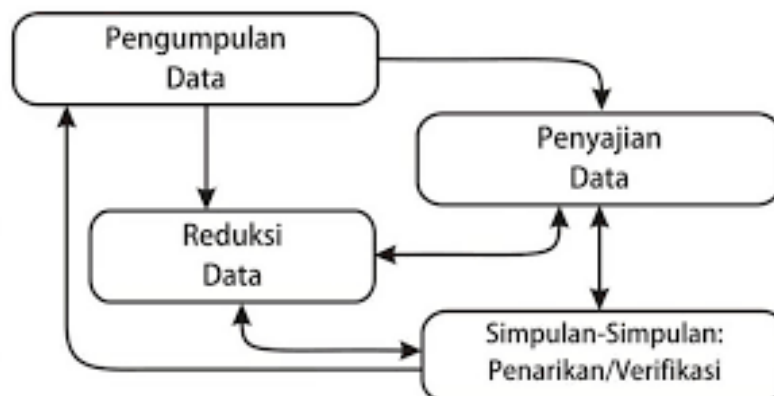 Pengumpulan
Data
Penyajian
Data
Reduksi
Data
Simpulan-Simpulan:
Penarikan/Verifikasi